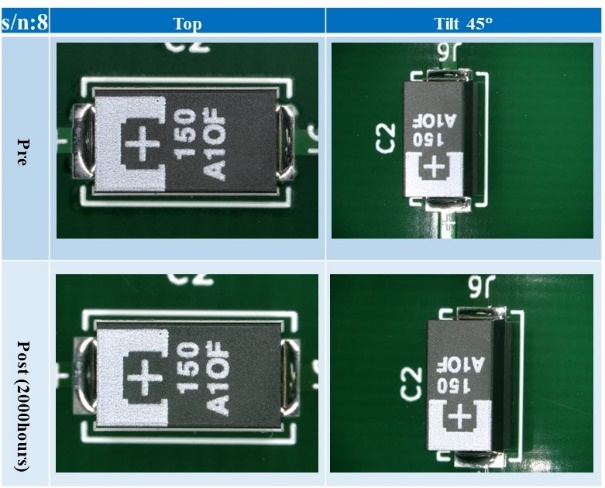 s/n:8 Top Tilt 45°
Pre
C2
+
150
A10F
J6
C2
150
A10F
Post (2000hours)
C2
+
150
A10F
J6
C2
150
A10F